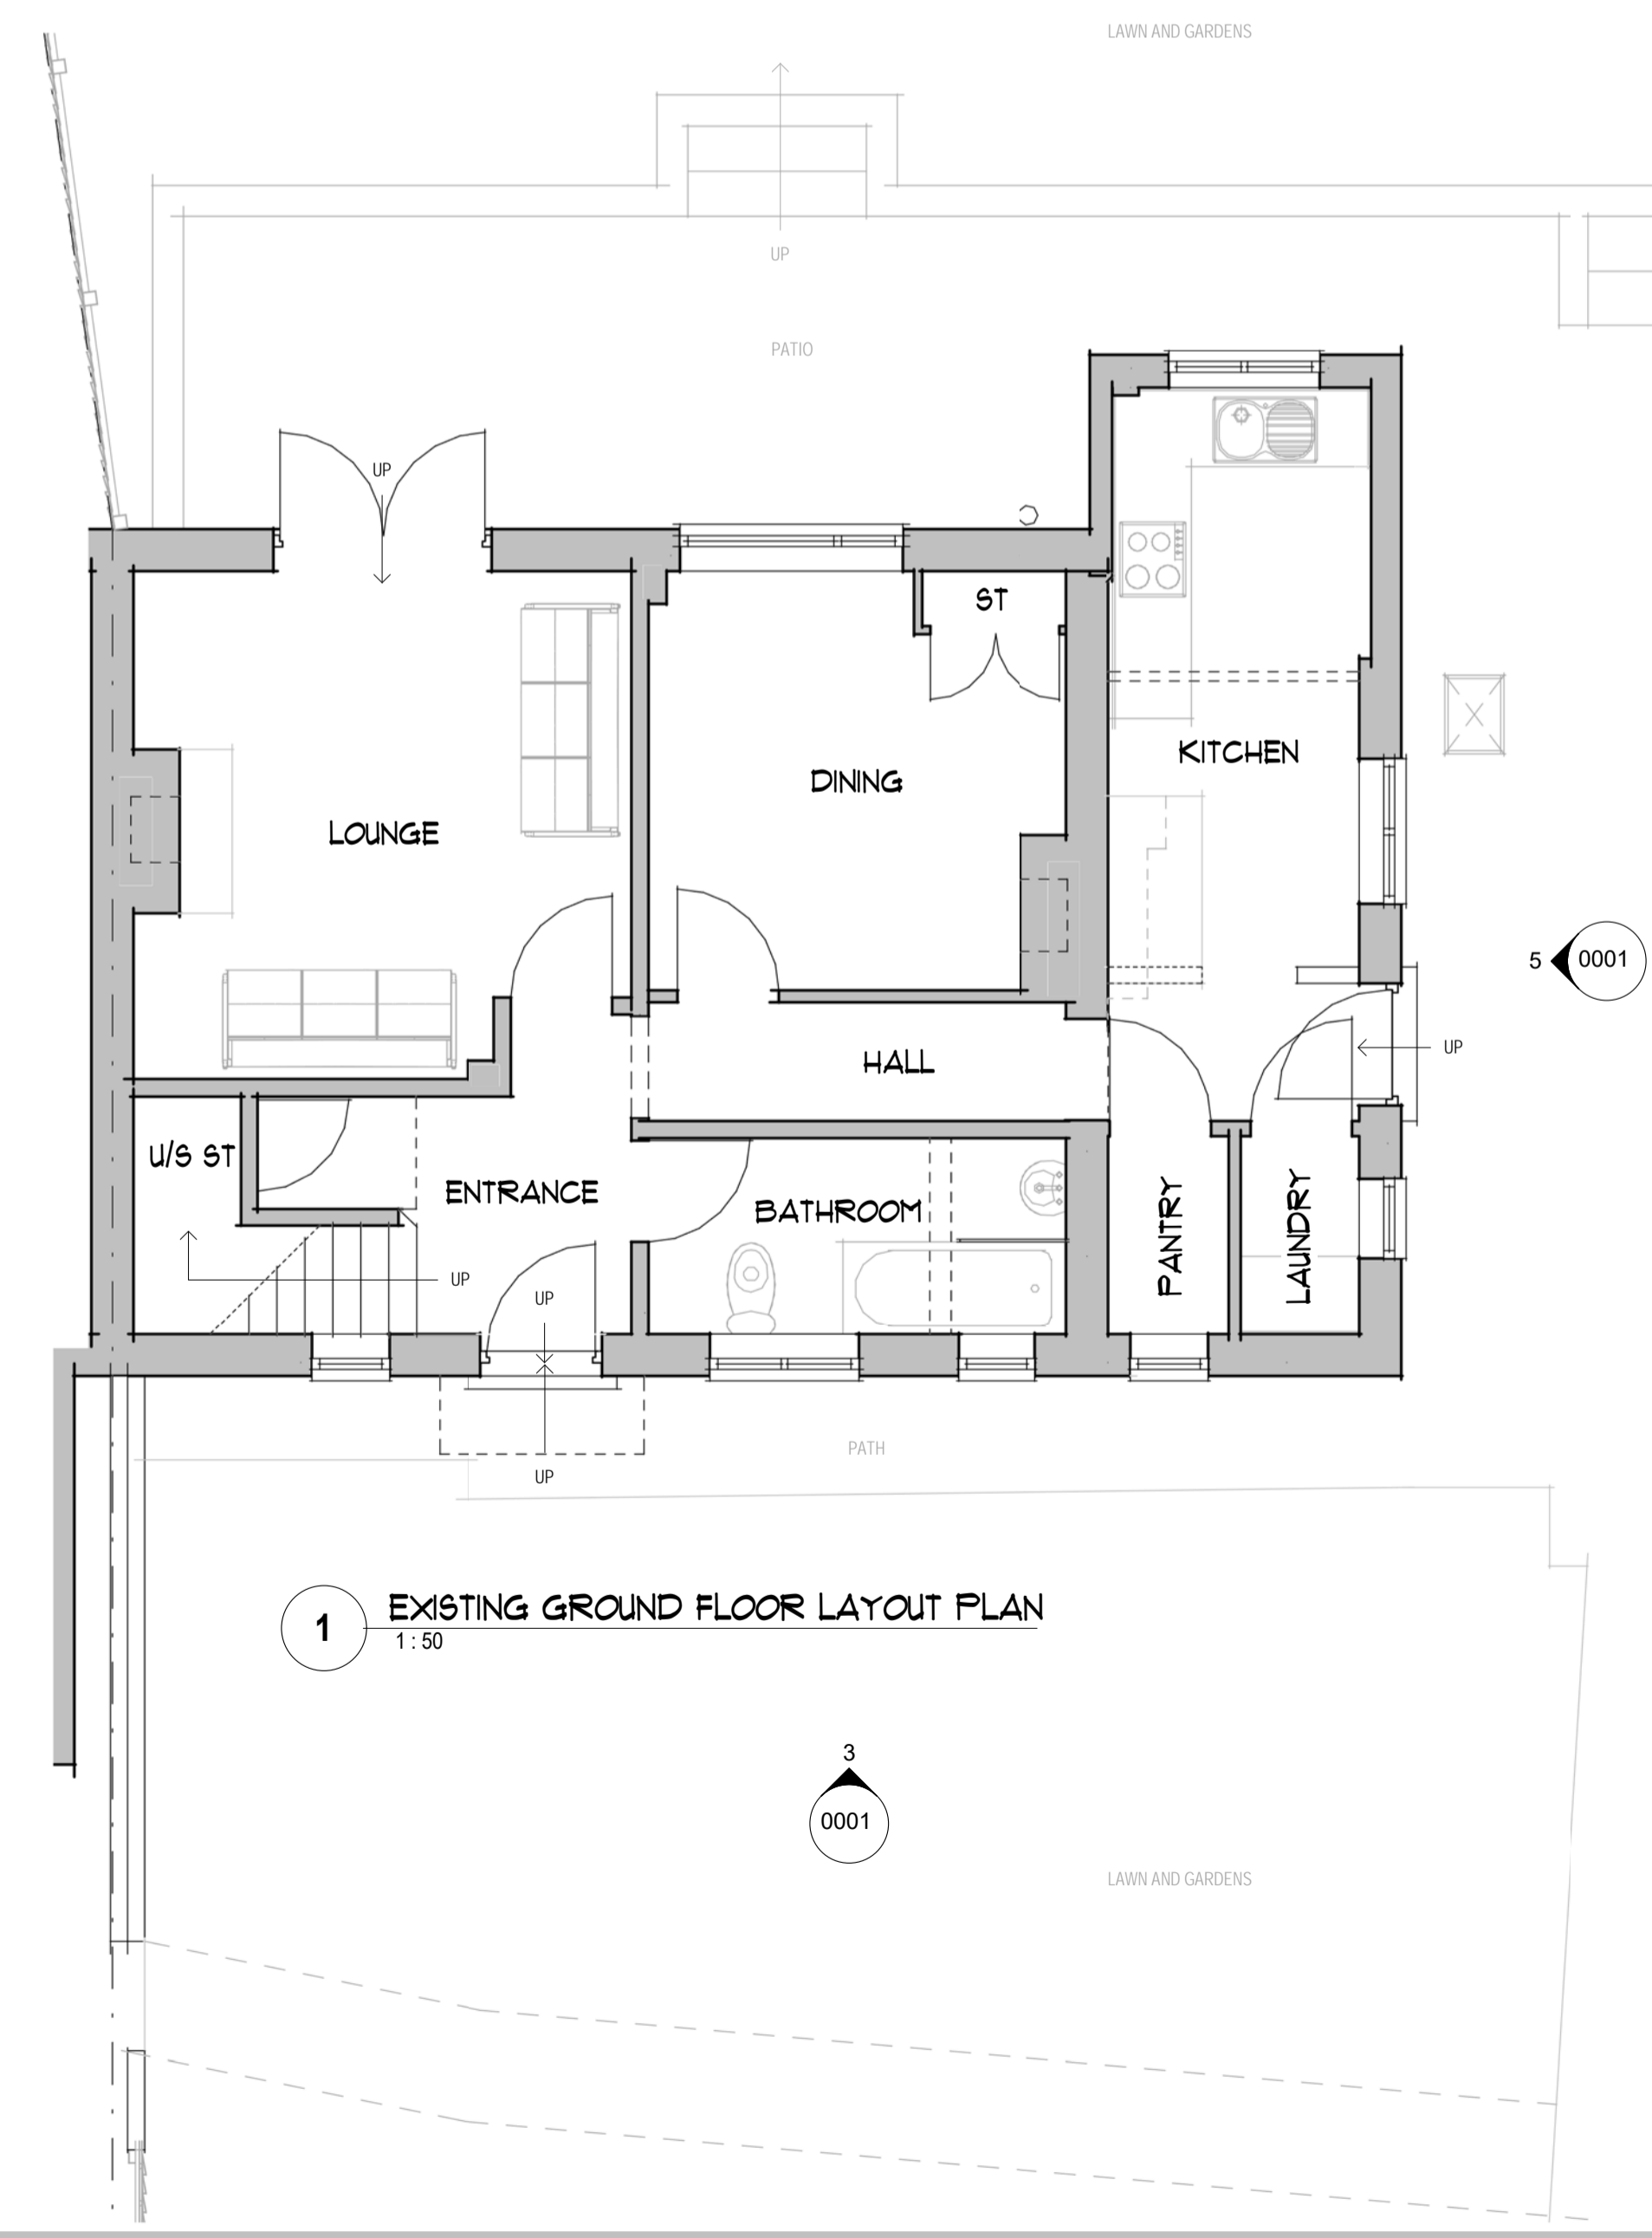 LAWN AND GARDENS
UP
PATIO
UP
ST
KITCHEN
DINING
LOUNGE
5
0001
UP
HALL
U/S ST
ENTRANCE
BATHROOM
PANTRY
LAUNDRY
UP
UP
PATH
UP
1
EXISTING GROUND FLOOR LAYOUT PLAN
1 : 50
3
0001
LAWN AND GARDENS